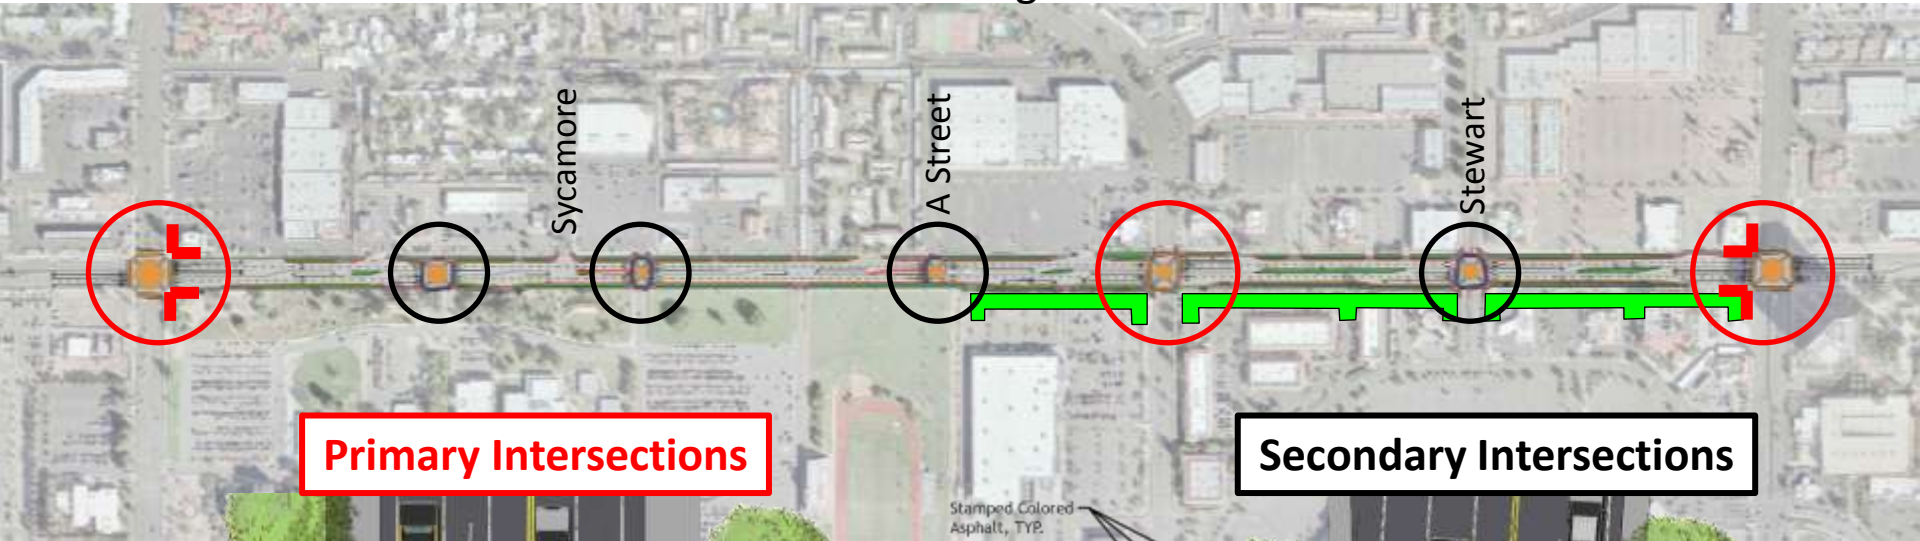 Sycamore
A Street
Stewart
Primary Intersections
Secondary Intersections
Stamped Colored
Asphalt, TYP.